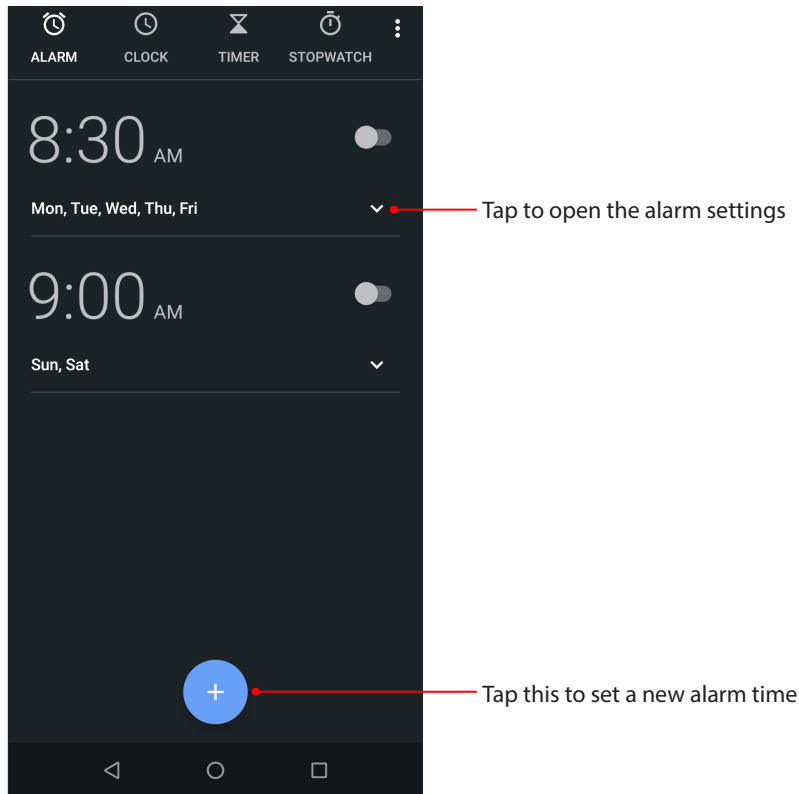 ALARM CLOCK TIMER STOPWATCH
8:30 AM
Mon, Tue, Wed, Thu, Fri
Tap to open the alarm settings
9:00 AM
Sun, Sat
+
Tap this to set a new alarm time